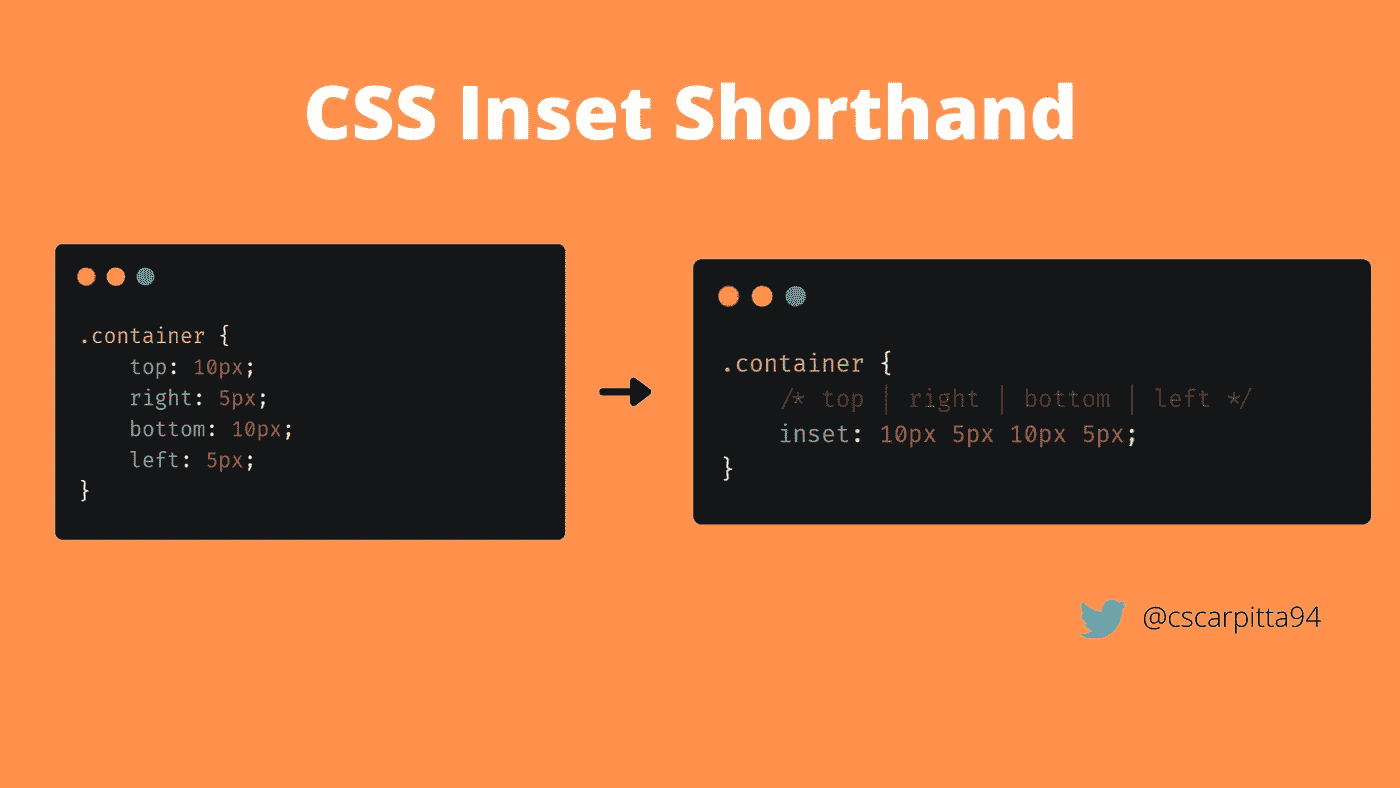 CSS Inset Shorthand
.container {
    top: 10px;
    right: 5px;
    bottom: 10px;
    left: 5px;
}
.container {
    /* top | right | bottom | left */
    inset: 10px 5px 10px 5px;
}
@cscarpitta94